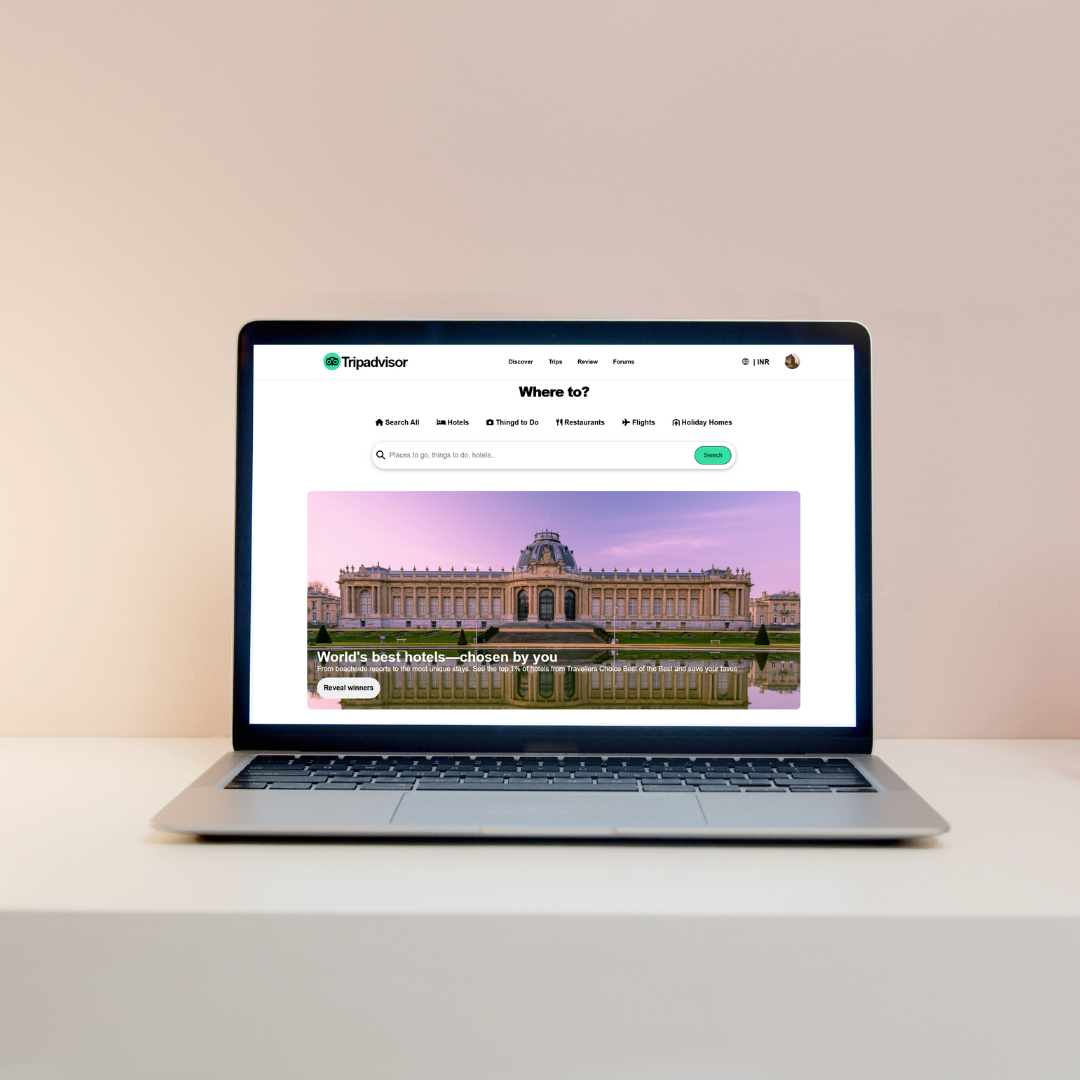 Tripadvisor
Discover Trips Review Forums
| INR
Where to?
Search All Hotels Thingd to Do Restaurants Flights Holiday Homes
Places to go, things to do, hotels...
Search
World's best hotels—chosen by you
From beachside resorts to the most unique stays. See the top 1% of hotels from Travellers Choice Best of the Best and save your faves
Reveal winners